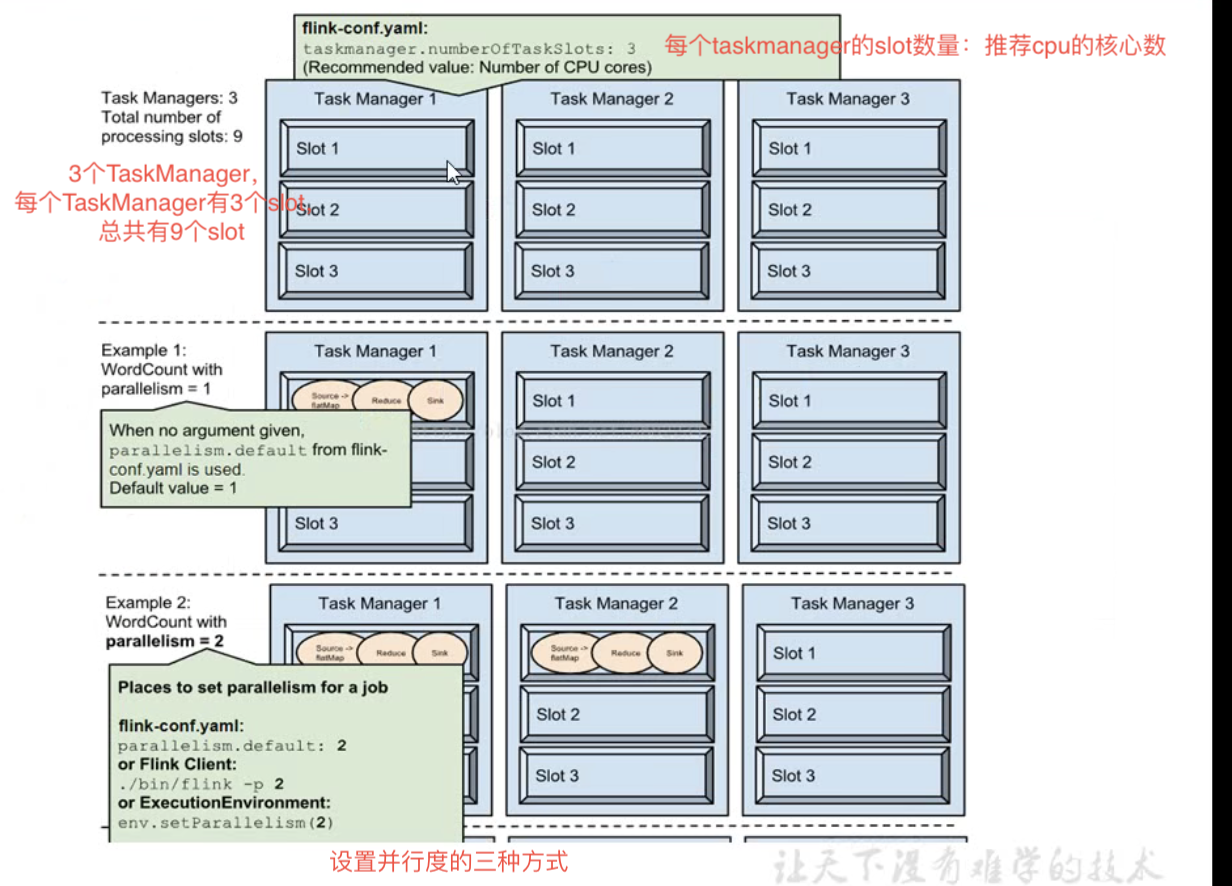 flink-conf.yaml:
taskmanager.numberOfTaskSlots: 3
(Recommended value: Number of CPU cores)
每个taskmanager的slot数量：推荐cpu的核心数
Task Managers: 3
Total number of
processing slots: 9
3个TaskManager，
每个TaskManager有3个slot，
总共有9个slot
Task Manager 1
Slot 1
Slot 2
Slot 3
Task Manager 2
Slot 1
Slot 2
Slot 3
Task Manager 3
Slot 1
Slot 2
Slot 3
Example 1:
WordCount with
parallelism = 1
When no argument given,
parallelism.default from flink-
conf.yaml is used.
Default value = 1
Task Manager 1
Source ->
flatMap
Reduce
Sink
Slot 3
Task Manager 2
Slot 1
Slot 2
Slot 3
Task Manager 3
Slot 1
Slot 2
Slot 3
Example 2:
WordCount with
parallelism = 2
Places to set parallelism for a job
flink-conf.yaml:
parallelism.default: 2
or Flink Client:
./bin/flink -p 2
or ExecutionEnvironment:
env.setParallelism(2)
Task Manager 1
Source ->
flatMap
Reduce
Sink
Task Manager 2
Source ->
flatMap
Reduce
Sink
Slot 2
Slot 3
Task Manager 3
Slot 1
Slot 2
Slot 3
设置并行度的三种方式
让天下没有难学的技术